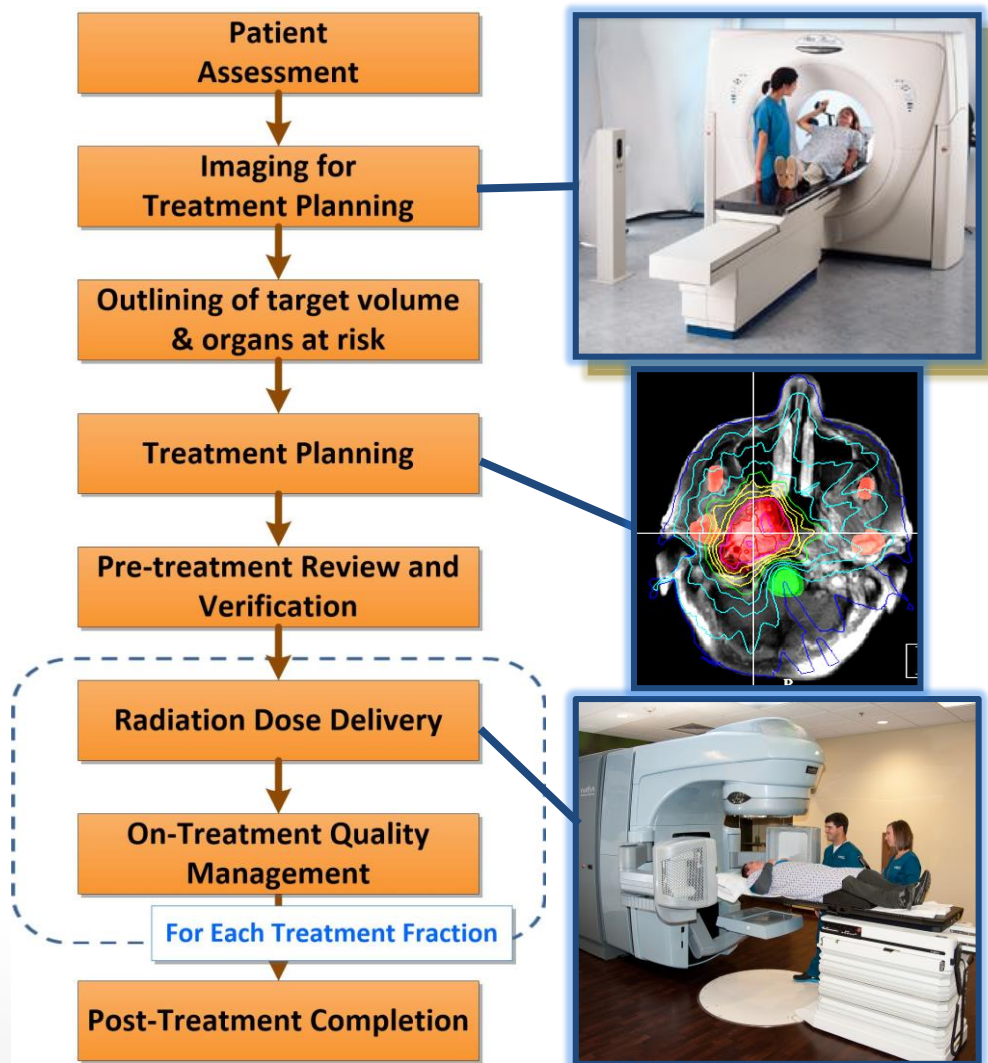 Patient
Assessment
Imaging for
Treatment Planning
Outlining of target volume
& organs at risk
Treatment Planning
Pre-treatment Review and
Verification
Radiation Dose Delivery
On-Treatment Quality
Management
For Each Treatment Fraction
Post-Treatment Completion